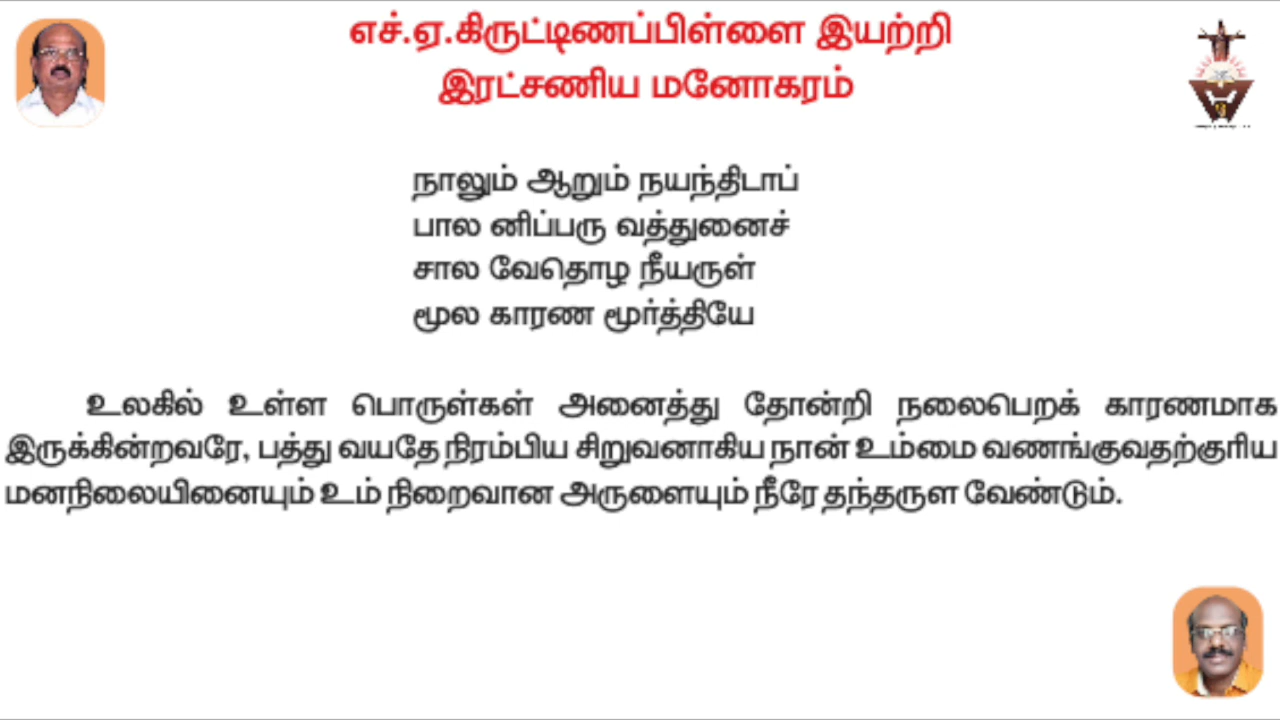 எச்.ஏ.கிருட்டிணப்பிள்ளை இயற்றி
இரட்சணிய மனோகரம்
நாலும் ஆறும் நயந்திடாப்
பால னிப்பரு வத்துனைச்
சால வேதொழ நீயருள்
மூல காரண மூர்த்தியே
உலகில் உள்ள பொருள்கள் அனைத்து தோன்றி நலைபெறக் காரணமாக
இருக்கின்றவரே, பத்து வயதே நிரம்பிய சிறுவனாகிய நான் உம்மை வணங்குவதற்குரிய
மனநிலையினையும் உம் நிறைவான அருளையும் நீரே தந்தருள வேண்டும்.